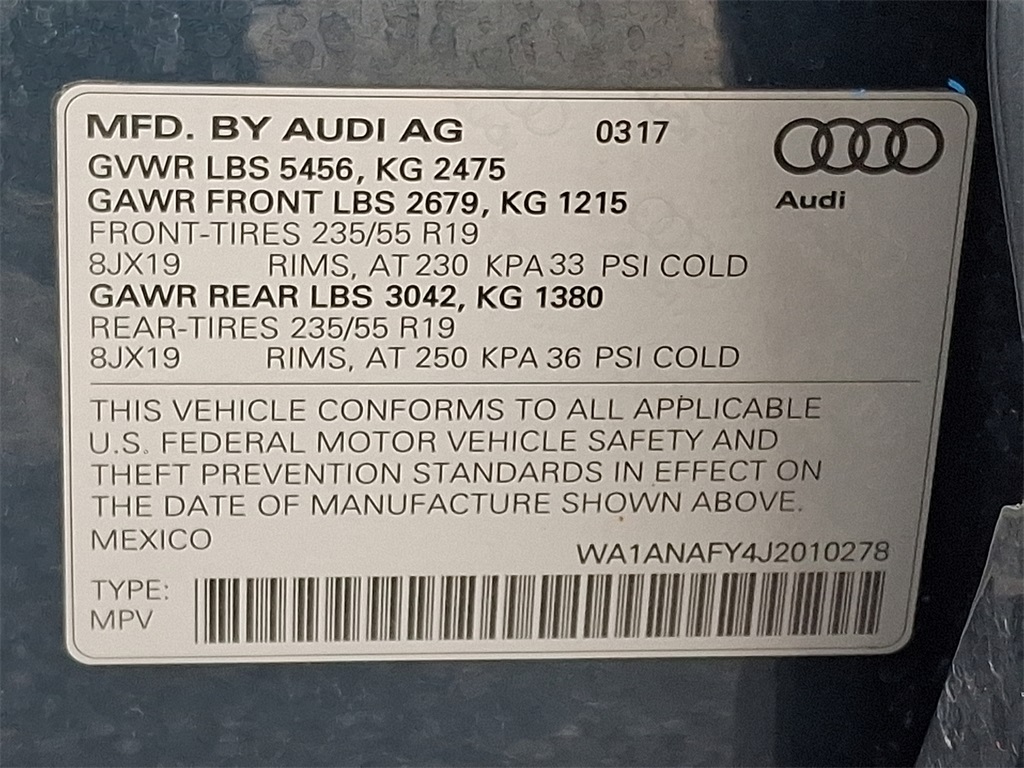 MFD. BY AUDI AG 0317
GVWR LBS 5456, KG 2475
GAWR FRONT LBS 2679, KG 1215
Audi
FRONT-TIRES 235/55 R19
8JX19 RIMS, AT 230 KPA 33 PSI COLD
GAWR REAR LBS 3042, KG 1380
REAR-TIRES 235/55 R19
8JX19 RIMS, AT 250 KPA 36 PSI COLD
THIS VEHICLE CONFORMS TO ALL APPLICABLE
U.S. FEDERAL MOTOR VEHICLE SAFETY AND
THEFT PREVENTION STANDARDS IN EFFECT ON
THE DATE OF MANUFACTURE SHOWN ABOVE.
MEXICO
WA1ANAFY4J2010278
TYPE:
MPV